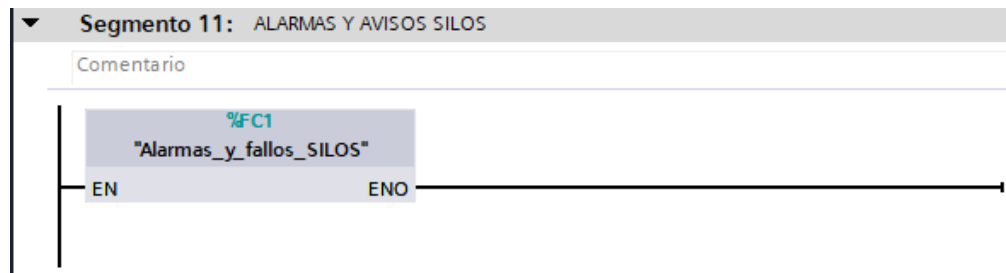 Segmento 11: ALARMAS Y AVISOS SILOS
Comentario
%FC1
"Alarmas_y_fallos_SILOS"
EN ENO